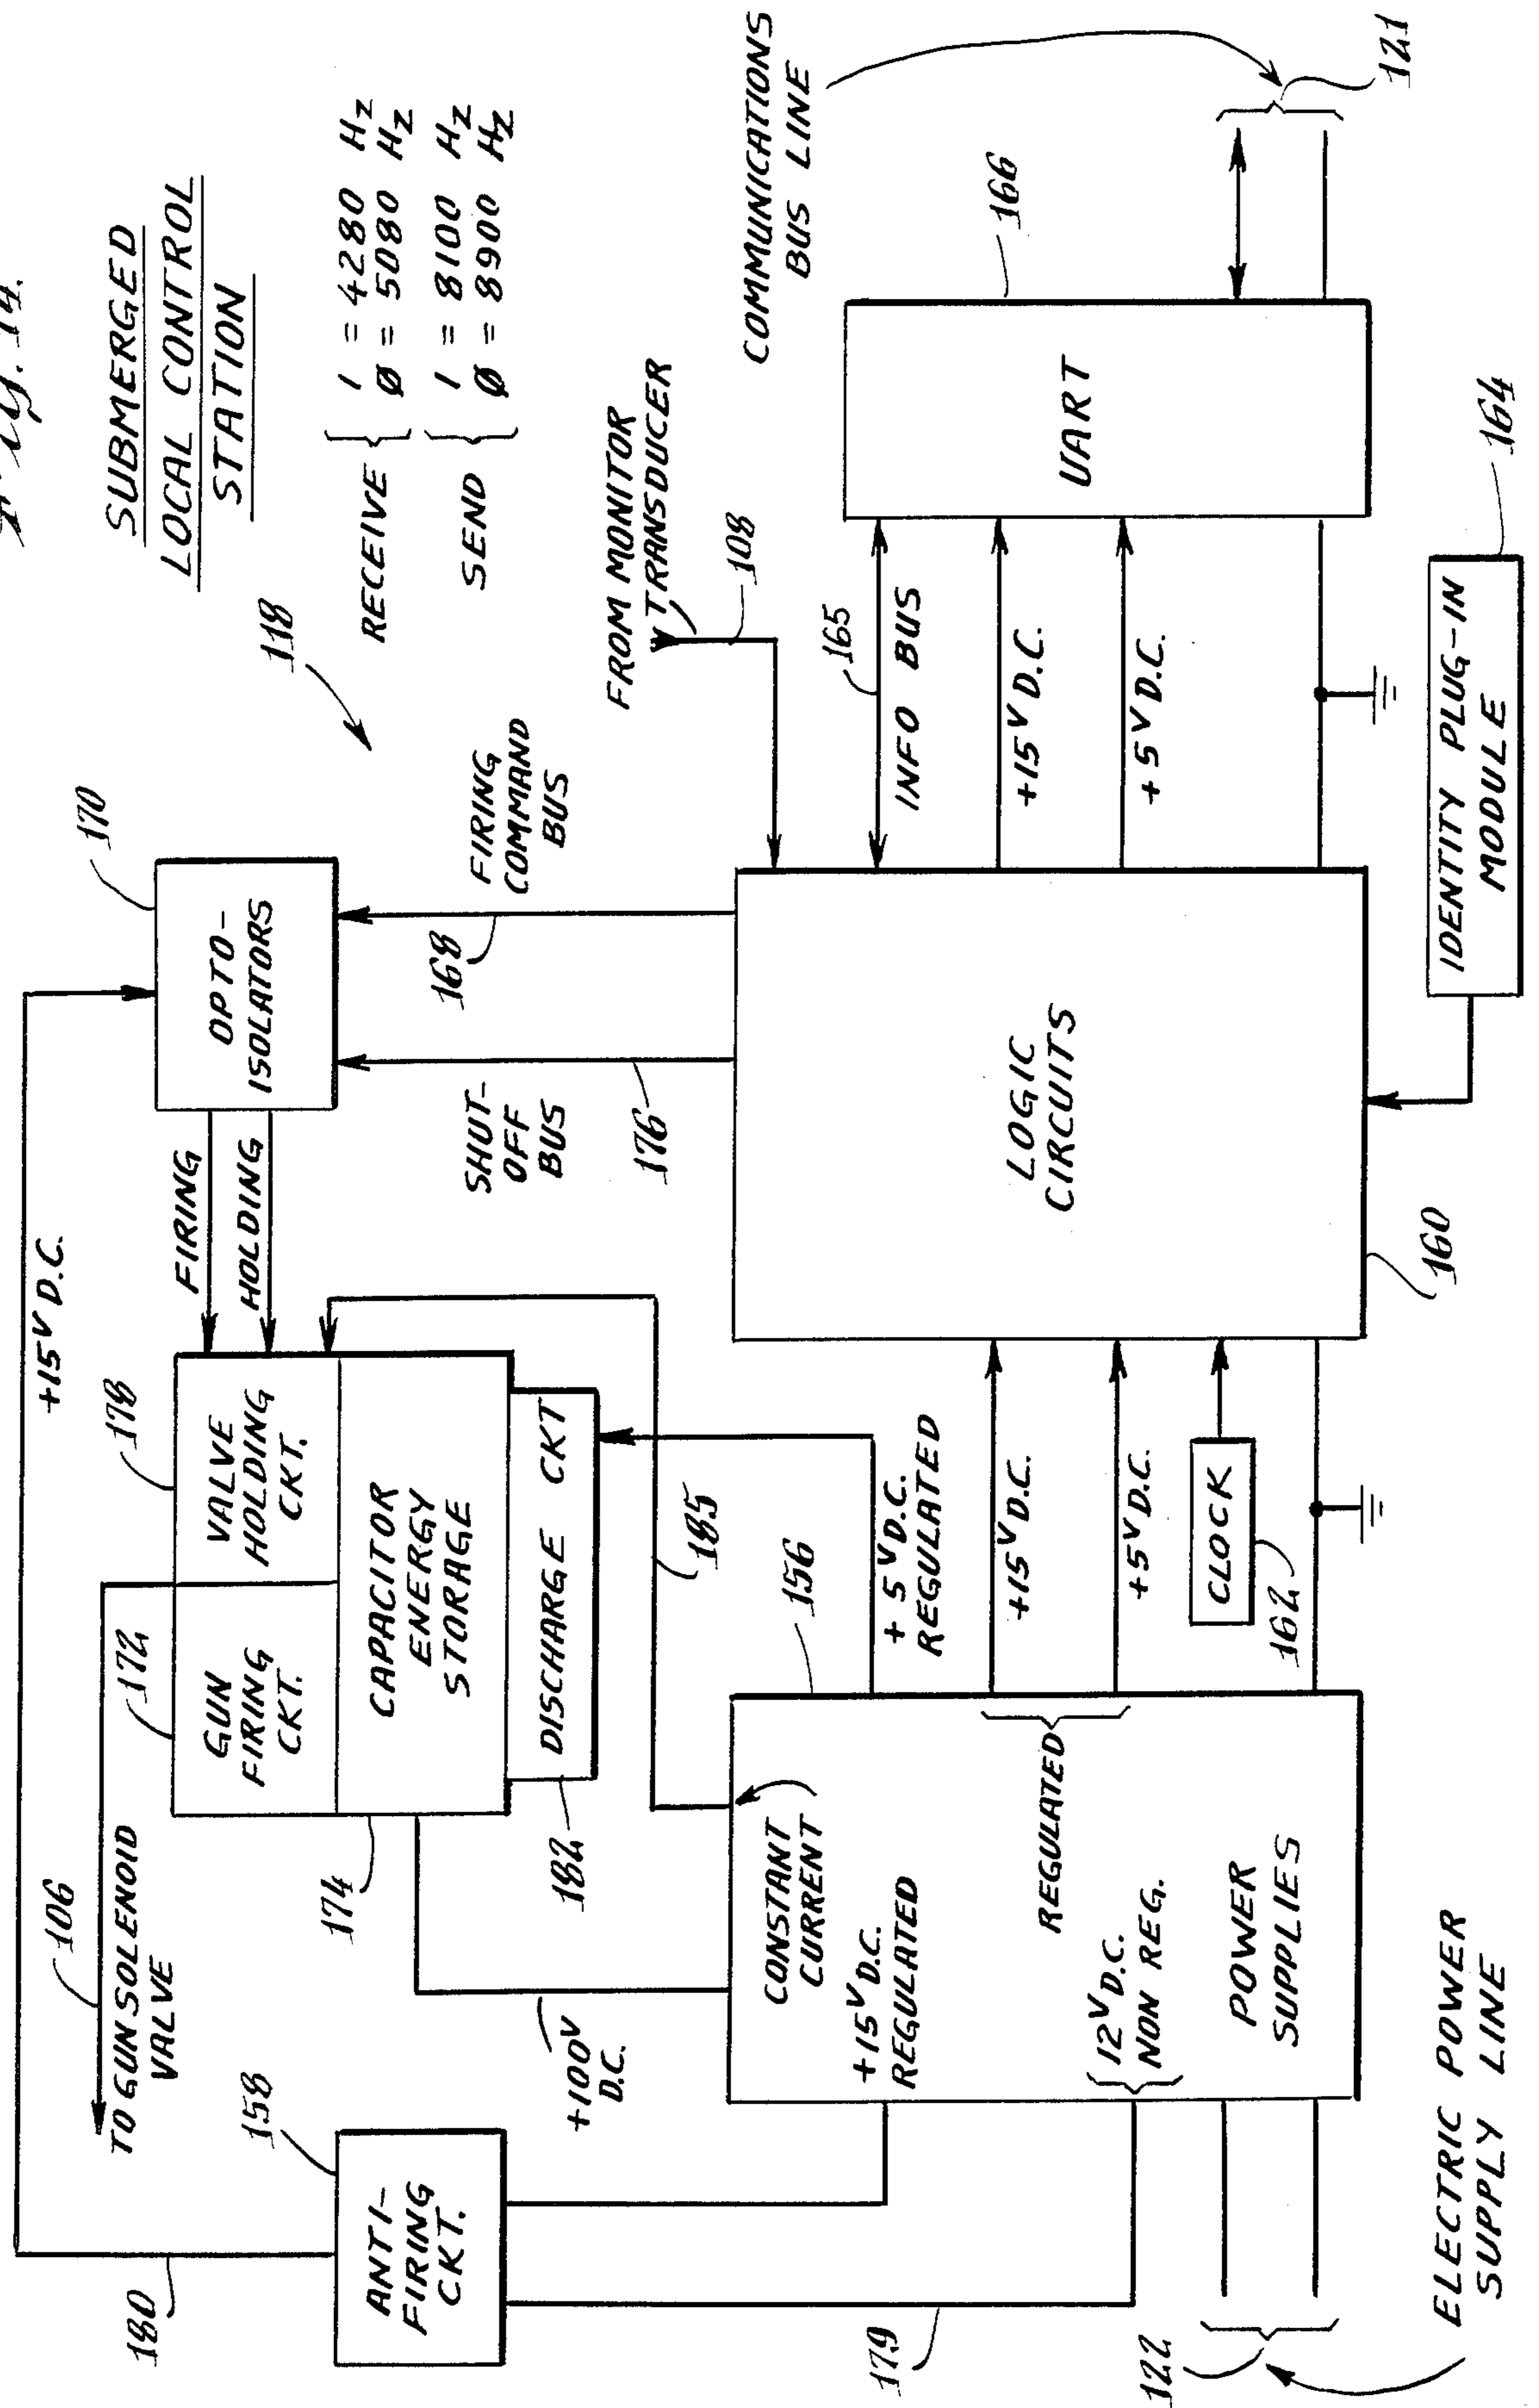 Fig. 14.
SUBMERGED
LOCAL CONTROL
STATION
118
RECEIVE { 1 = 4280 Hz
Ø = 5080 Hz
SEND { 1 = 8100 Hz
Ø = 8900 Hz
180
+15V D.C.
106
TO GUN SOLENOID
VALVE
158
ANTI-
FIRING
CKT.
172
GUN
FIRING
CKT.
178
VALVE
HOLDING
CKT.
FIRING
HOLDING
170
OPTO-
ISOLATORS
174
CAPACITOR
ENERGY
STORAGE
182
DISCHARGE CKT
185
SHUT-
OFF
BUS
176
FIRING
COMMAND
BUS
168
FROM MONITOR
TRANSDUCER
108
+100V
D.C.
179
CONSTANT
CURRENT
+15V D.C.
REGULATED
REGULATED
12V D.C.
NON REG.
POWER
SUPPLIES
156
+5V D.C.
REGULATED
+15V D.C.
+5V D.C.
CLOCK
162
LOGIC
CIRCUITS
160
165
INFO BUS
+15V D.C.
+5V D.C.
UART
166
COMMUNICATIONS
BUS LINE
121
IDENTITY PLUG-IN
MODULE
164
122
ELECTRIC POWER
SUPPLY LINE